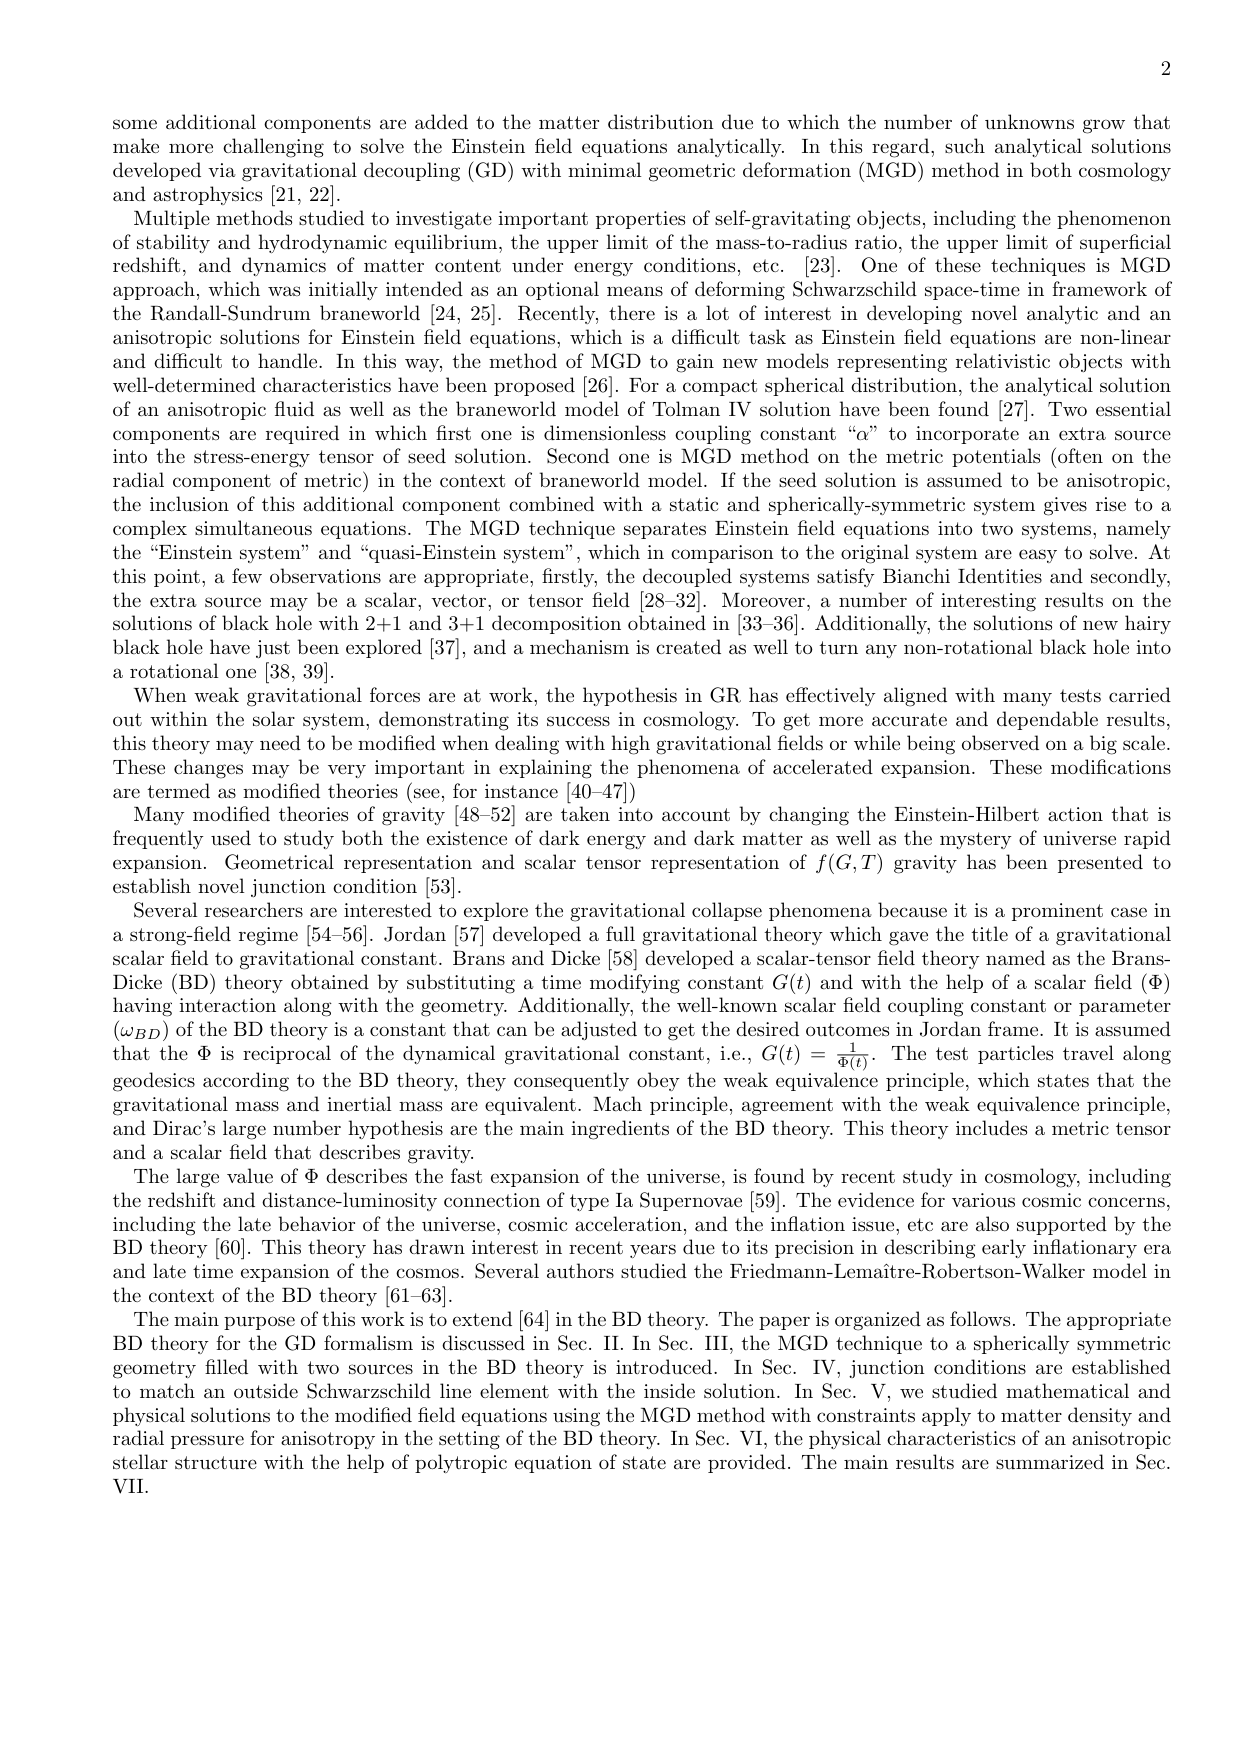 2
some additional components are added to the matter distribution due to which the number of unknowns grow that
make more challenging to solve the Einstein field equations analytically. In this regard, such analytical solutions
developed via gravitational decoupling (GD) with minimal geometric deformation (MGD) method in both cosmology
and astrophysics [21, 22].
Multiple methods studied to investigate important properties of self-gravitating objects, including the phenomenon
of stability and hydrodynamic equilibrium, the upper limit of the mass-to-radius ratio, the upper limit of superficial
redshift, and dynamics of matter content under energy conditions, etc. [23]. One of these techniques is MGD
approach, which was initially intended as an optional means of deforming Schwarzschild space-time in framework of
the Randall-Sundrum braneworld [24, 25]. Recently, there is a lot of interest in developing novel analytic and an
anisotropic solutions for Einstein field equations, which is a difficult task as Einstein field equations are non-linear
and difficult to handle. In this way, the method of MGD to gain new models representing relativistic objects with
well-determined characteristics have been proposed [26]. For a compact spherical distribution, the analytical solution
of an anisotropic fluid as well as the braneworld model of Tolman IV solution have been found [27]. Two essential
components are required in which first one is dimensionless coupling constant “α” to incorporate an extra source
into the stress-energy tensor of seed solution. Second one is MGD method on the metric potentials (often on the
radial component of metric) in the context of braneworld model. If the seed solution is assumed to be anisotropic,
the inclusion of this additional component combined with a static and spherically-symmetric system gives rise to a
complex simultaneous equations. The MGD technique separates Einstein field equations into two systems, namely
the “Einstein system” and “quasi-Einstein system”, which in comparison to the original system are easy to solve. At
this point, a few observations are appropriate, firstly, the decoupled systems satisfy Bianchi Identities and secondly,
the extra source may be a scalar, vector, or tensor field [28–32]. Moreover, a number of interesting results on the
solutions of black hole with 2+1 and 3+1 decomposition obtained in [33–36]. Additionally, the solutions of new hairy
black hole have just been explored [37], and a mechanism is created as well to turn any non-rotational black hole into
a rotational one [38, 39].
When weak gravitational forces are at work, the hypothesis in GR has effectively aligned with many tests carried
out within the solar system, demonstrating its success in cosmology. To get more accurate and dependable results,
this theory may need to be modified when dealing with high gravitational fields or while being observed on a big scale.
These changes may be very important in explaining the phenomena of accelerated expansion. These modifications
are termed as modified theories (see, for instance [40–47])
Many modified theories of gravity [48–52] are taken into account by changing the Einstein-Hilbert action that is
frequently used to study both the existence of dark energy and dark matter as well as the mystery of universe rapid
expansion. Geometrical representation and scalar tensor representation of f(G, T) gravity has been presented to
establish novel junction condition [53].
Several researchers are interested to explore the gravitational collapse phenomena because it is a prominent case in
a strong-field regime [54–56]. Jordan [57] developed a full gravitational theory which gave the title of a gravitational
scalar field to gravitational constant. Brans and Dicke [58] developed a scalar-tensor field theory named as the Brans-
Dicke (BD) theory obtained by substituting a time modifying constant G(t) and with the help of a scalar field (Φ)
having interaction along with the geometry. Additionally, the well-known scalar field coupling constant or parameter
(ω_{BD}) of the BD theory is a constant that can be adjusted to get the desired outcomes in Jordan frame. It is assumed
that the Φ is reciprocal of the dynamical gravitational constant, i.e., G(t) = 1/Φ(t). The test particles travel along
geodesics according to the BD theory, they consequently obey the weak equivalence principle, which states that the
gravitational mass and inertial mass are equivalent. Mach principle, agreement with the weak equivalence principle,
and Dirac's large number hypothesis are the main ingredients of the BD theory. This theory includes a metric tensor
and a scalar field that describes gravity.
The large value of Φ describes the fast expansion of the universe, is found by recent study in cosmology, including
the redshift and distance-luminosity connection of type Ia Supernovae [59]. The evidence for various cosmic concerns,
including the late behavior of the universe, cosmic acceleration, and the inflation issue, etc are also supported by the
BD theory [60]. This theory has drawn interest in recent years due to its precision in describing early inflationary era
and late time expansion of the cosmos. Several authors studied the Friedmann-Lemaître-Robertson-Walker model in
the context of the BD theory [61–63].
The main purpose of this work is to extend [64] in the BD theory. The paper is organized as follows. The appropriate
BD theory for the GD formalism is discussed in Sec. II. In Sec. III, the MGD technique to a spherically symmetric
geometry filled with two sources in the BD theory is introduced. In Sec. IV, junction conditions are established
to match an outside Schwarzschild line element with the inside solution. In Sec. V, we studied mathematical and
physical solutions to the modified field equations using the MGD method with constraints apply to matter density and
radial pressure for anisotropy in the setting of the BD theory. In Sec. VI, the physical characteristics of an anisotropic
stellar structure with the help of polytropic equation of state are provided. The main results are summarized in Sec.
VII.